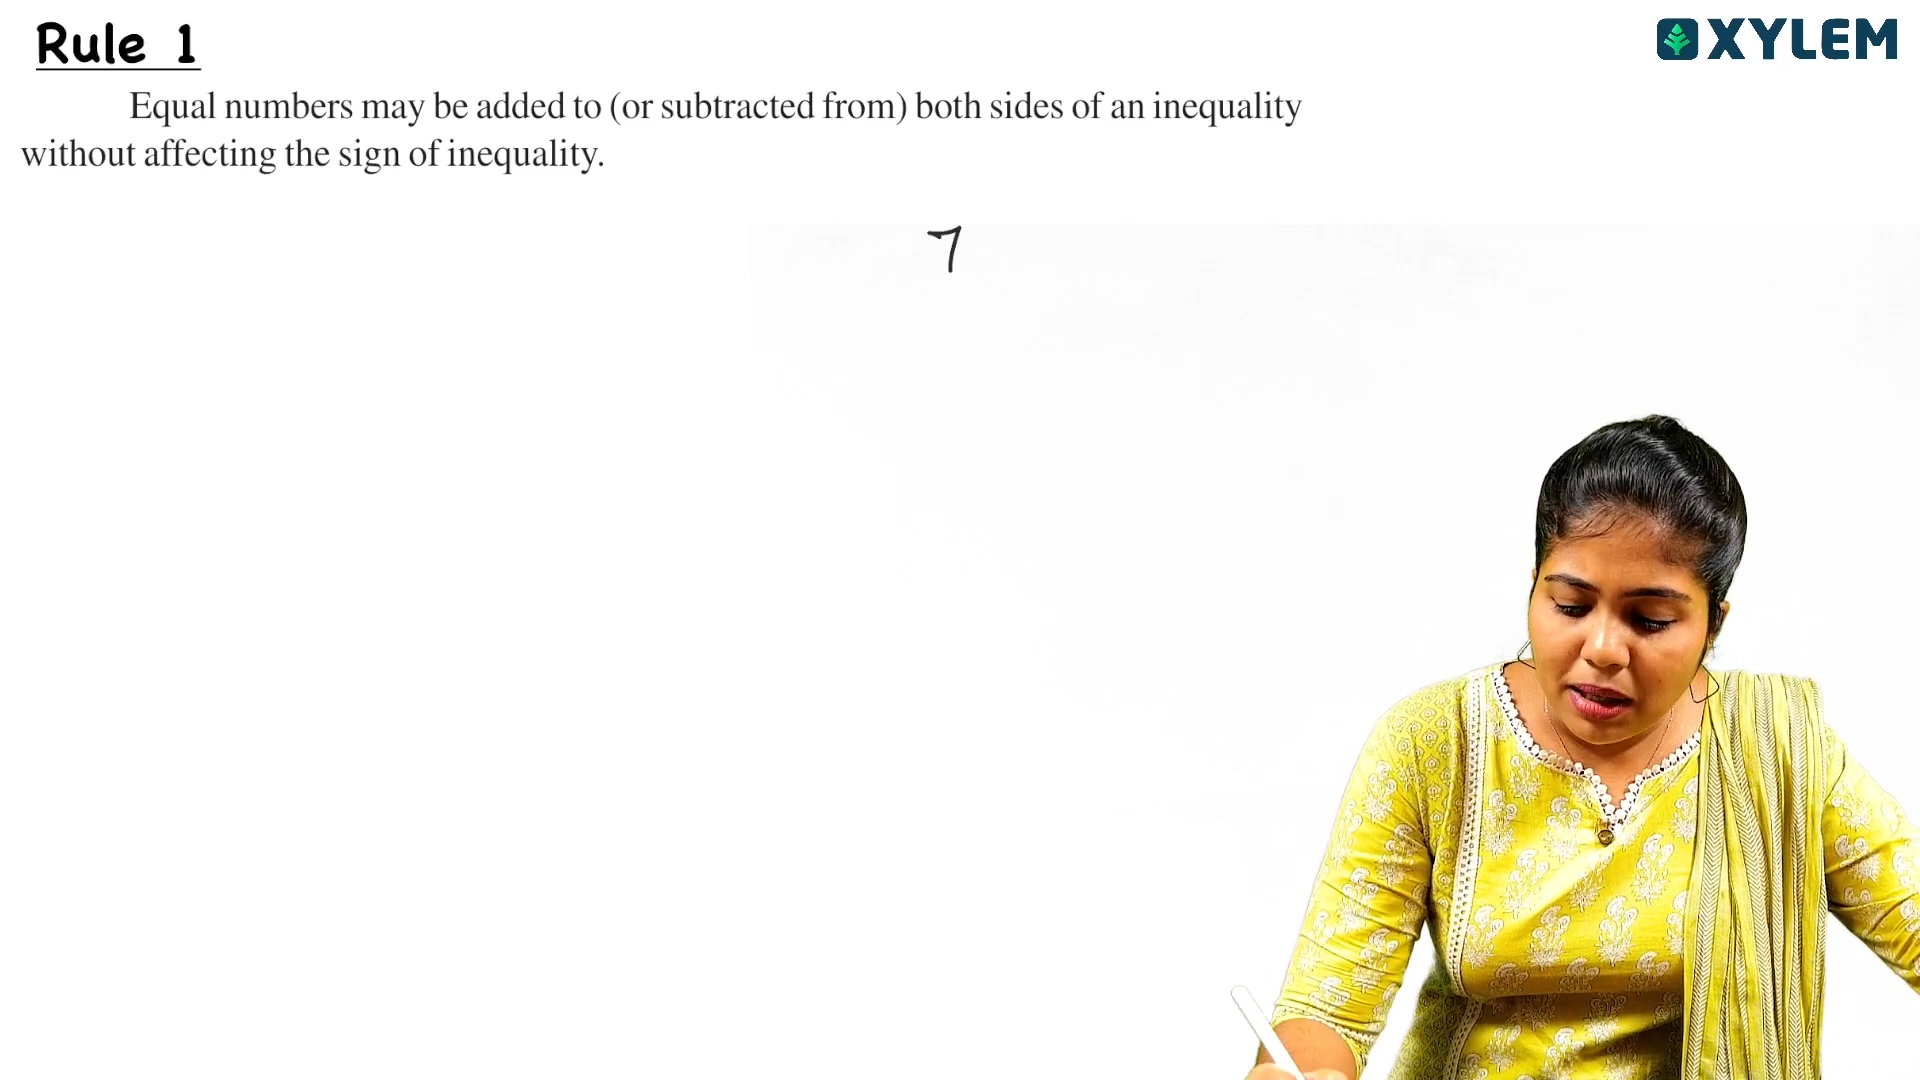 Rule 1
XYLEM
Equal numbers may be added to (or subtracted from) both sides of an inequality
without affecting the sign of inequality.
7